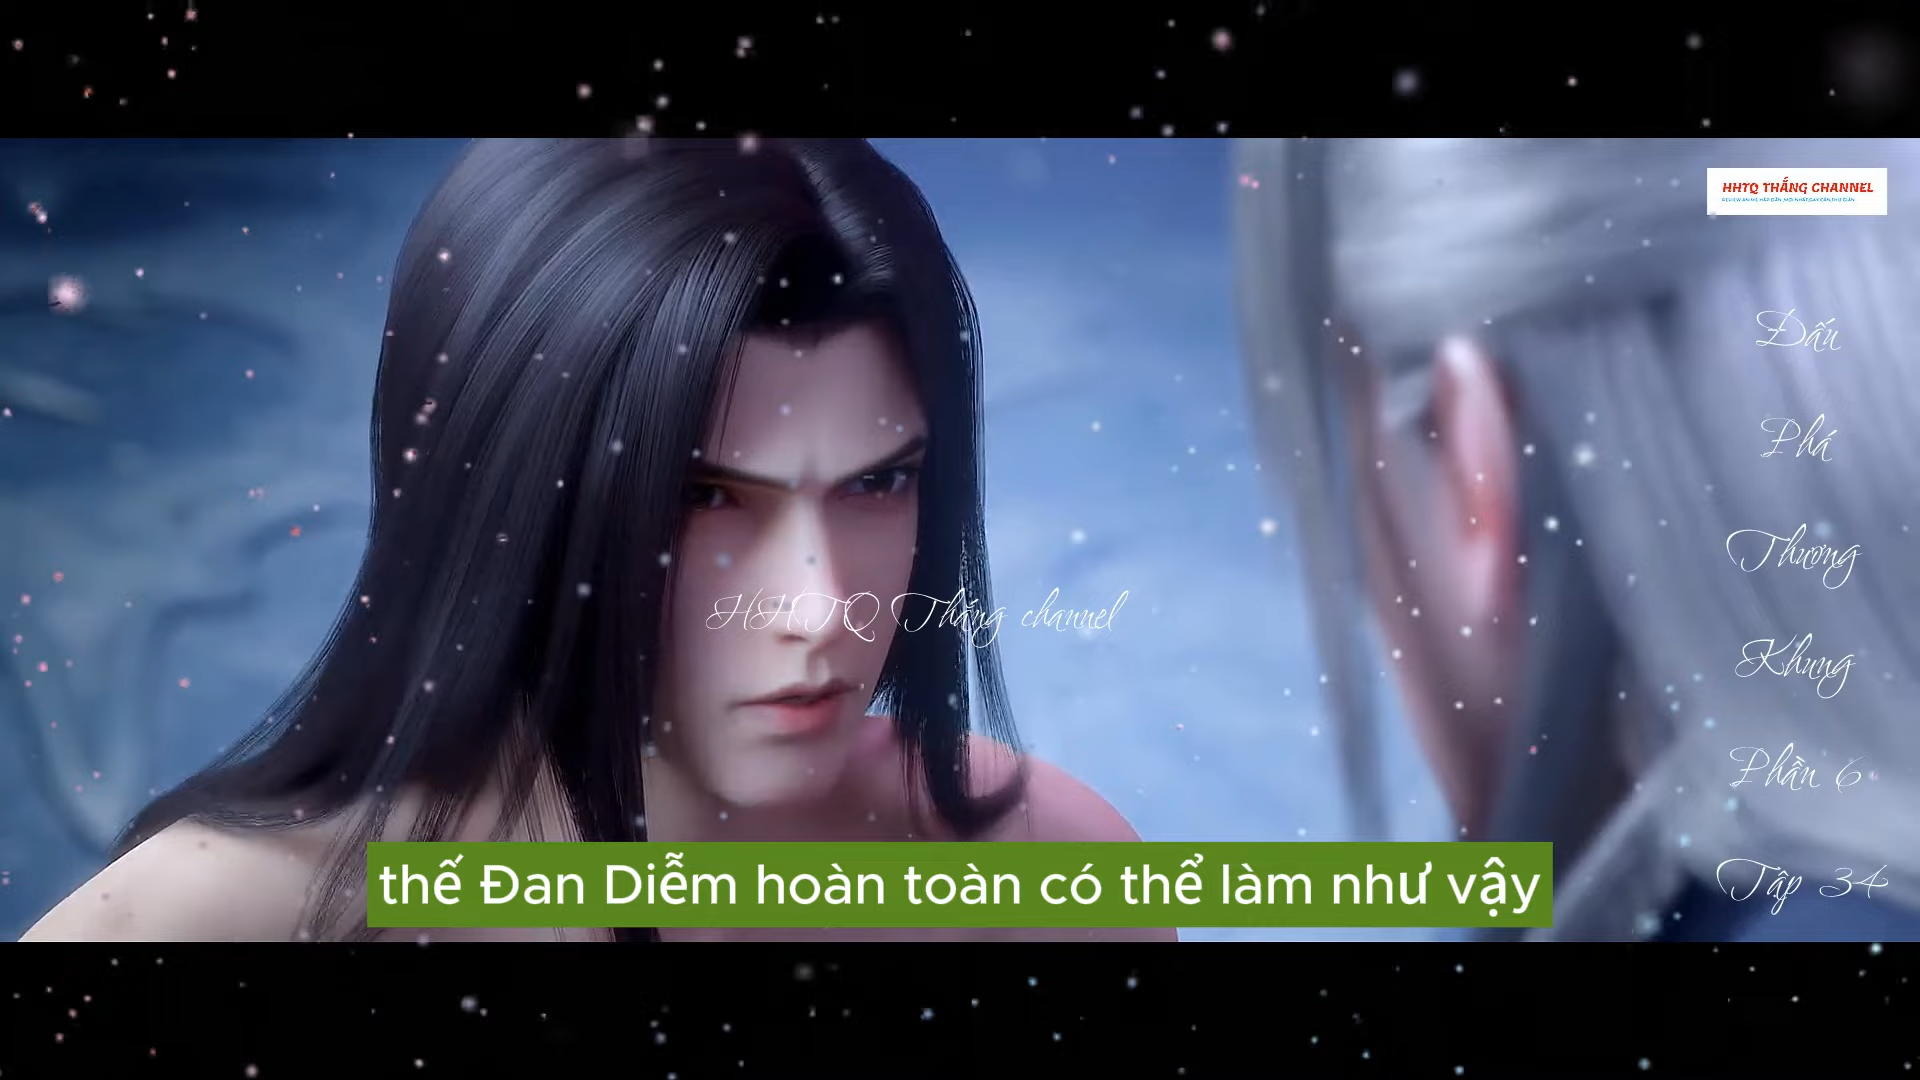 HHTQ THẮNG CHANNEL
Đấu
Phá
Thương
Khung
Phần 6
Tập 34
HHTQ Thắng channel
thế Đan Diễm hoàn toàn có thể làm như vậy